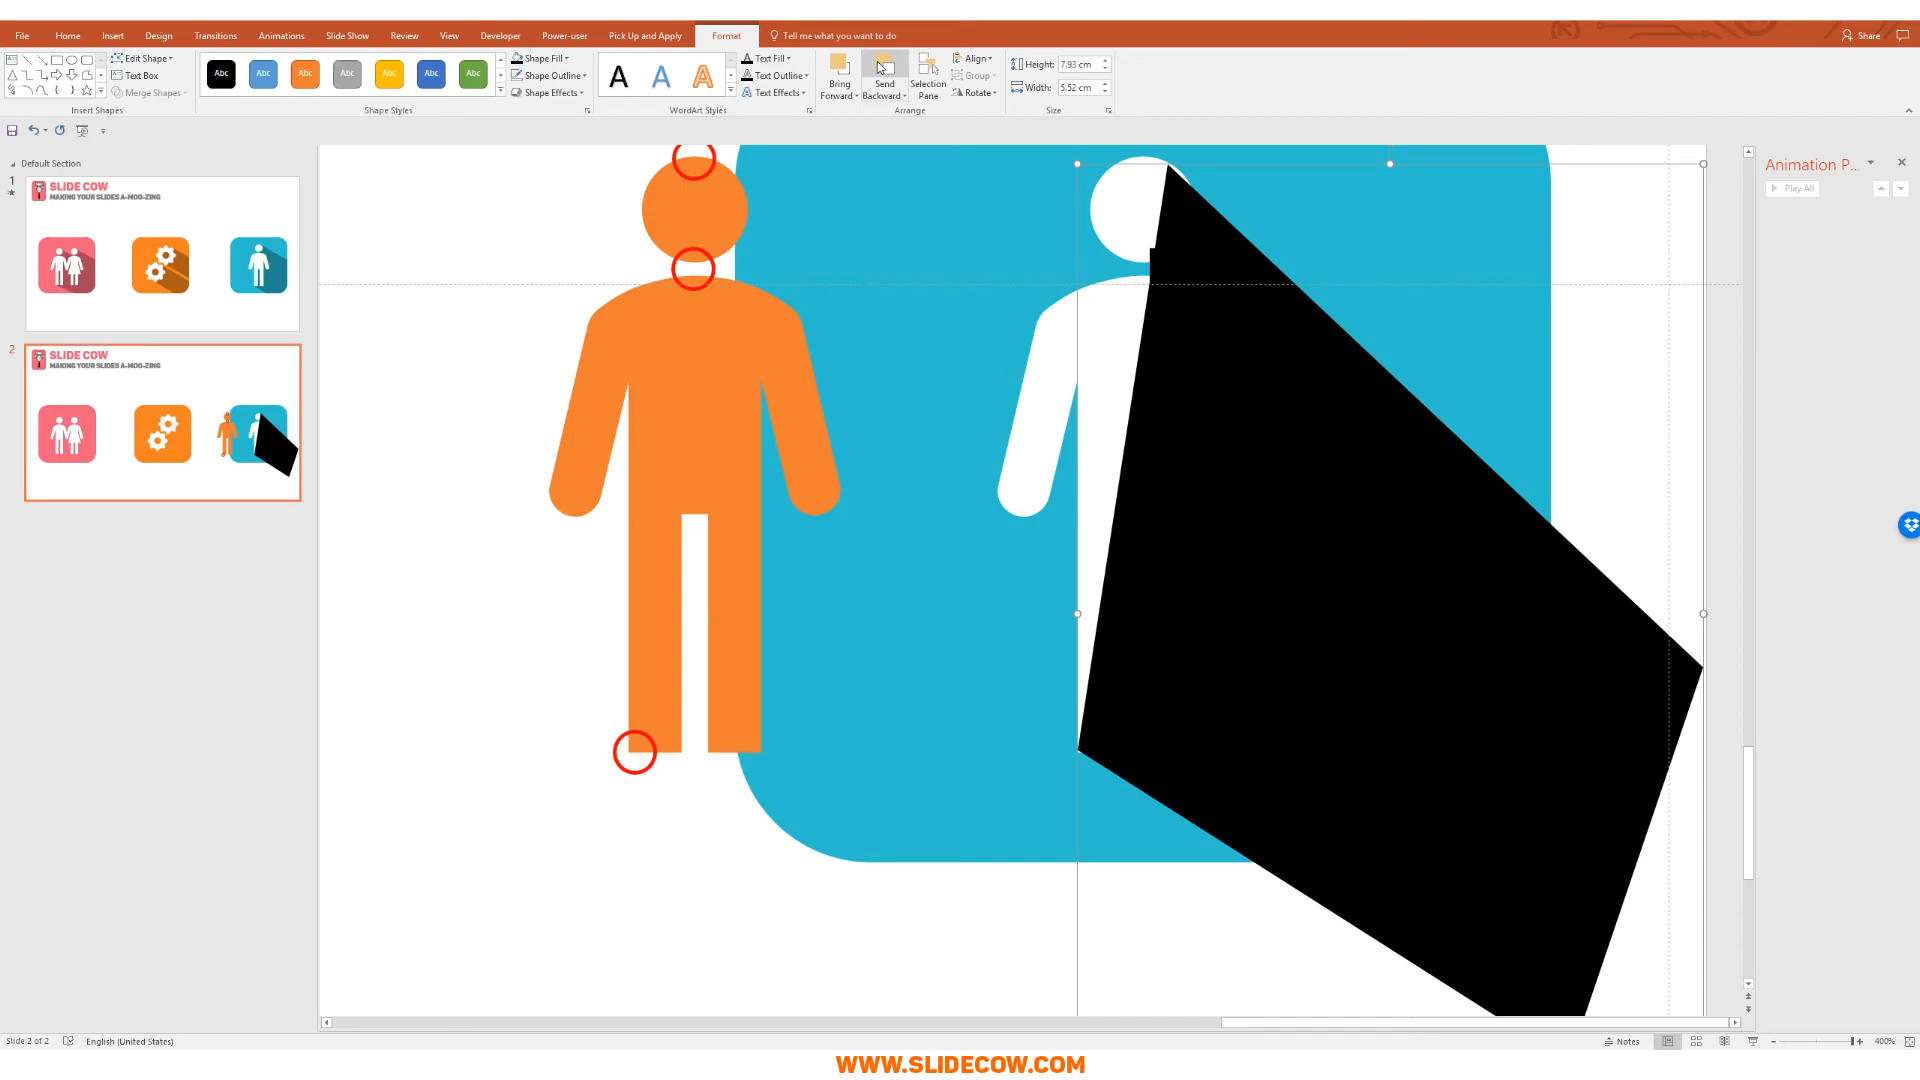 File Home Insert Design Transitions Animations Slide Show Review View Developer Power-user Pick Up and Apply Format Tell me what you want to do Share
Edit Shape
Text Box
Merge Shapes
Abc Abc Abc Abc Abc Abc Abc
Shape Fill
Shape Outline
Shape Effects
A A A
Text Fill
Text Outline
Text Effects
Bring Forward
Send Backward
Selection Pane
Align
Group
Rotate
Height: 7.93 cm
Width: 5.52 cm
Insert Shapes Shape Styles WordArt Styles Arrange Size
Default Section
1
SLIDE COW
MAKING YOUR SLIDES A-MOO-ZING
2
SLIDE COW
MAKING YOUR SLIDES A-MOO-ZING
Animation P...
Play All
Slide 2 of 2 English (United States) Notes 400%
WWW.SLIDECOW.COM